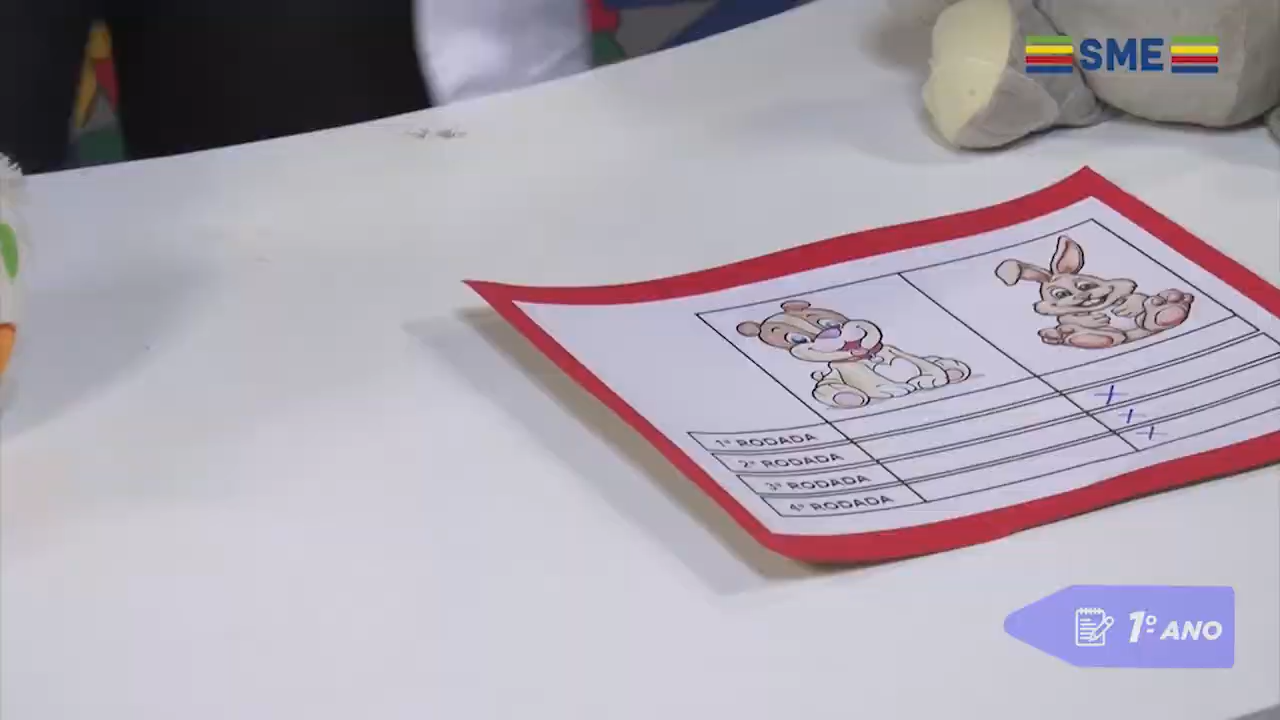 SME
1ª RODADA
2ª RODADA
3ª RODADA
4ª RODADA
X
X
X
1º ANO